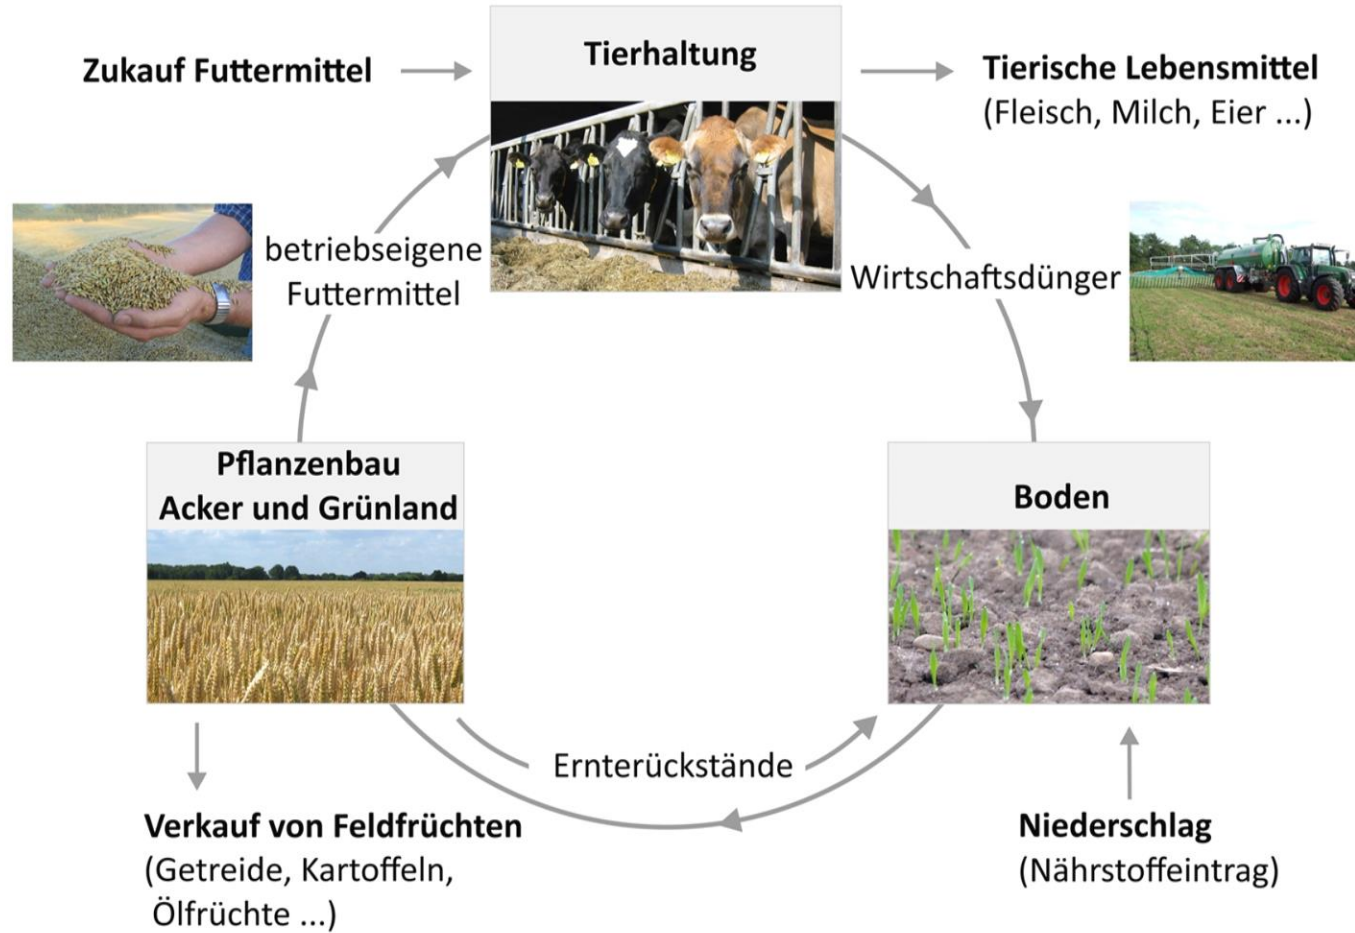 Tierhaltung
Zukauf Futtermittel
Tierische Lebensmittel
(Fleisch, Milch, Eier ...)
betriebseigene
Futtermittel
Wirtschaftsdünger
Pflanzenbau
Acker und Grünland
Boden
Ernterückstände
Verkauf von Feldfrüchten
(Getreide, Kartoffeln,
Ölfrüchte ...)
Niederschlag
(Nährstoffeintrag)